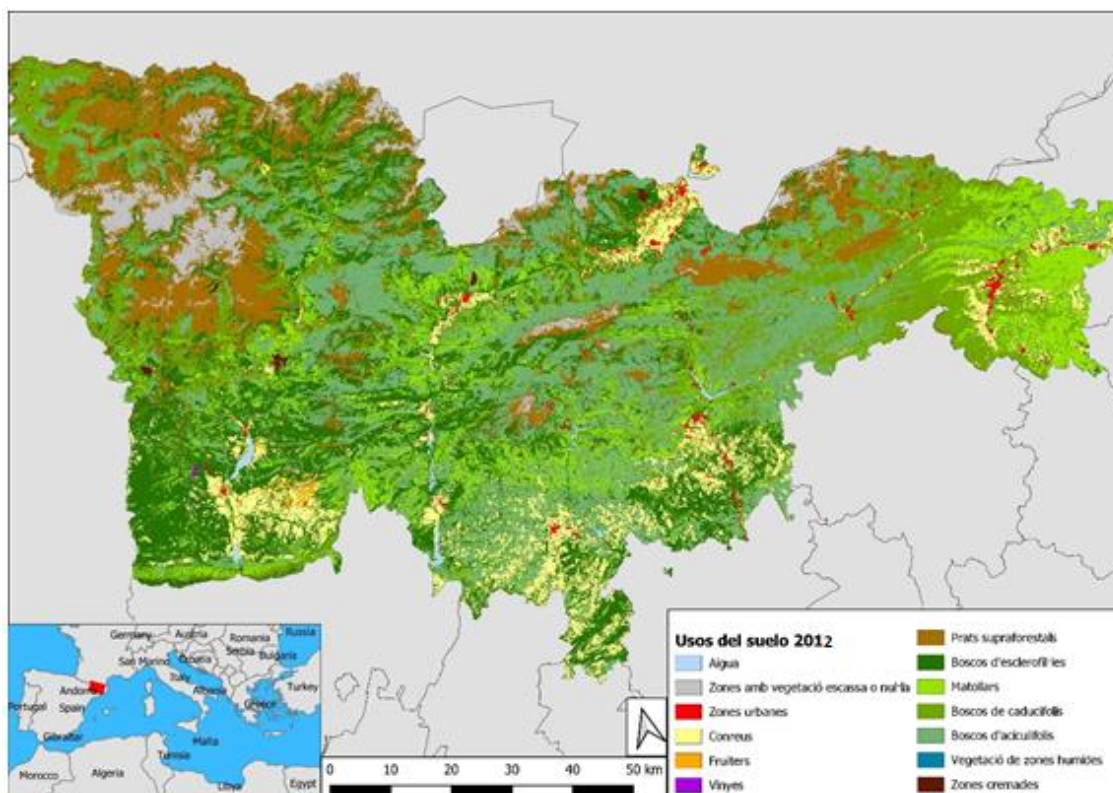 Germany
Austria
Russia
Romania
San Marino
Croatia
Serbia
Bulgaria
Italy
Andorra
Albania
Turkey
Portugal
Spain
Greece
Gibraltar
Tunisia
Malta
Morocco
Algeria
Libya
Egypt
0 10 20 30 40 50 km
Usos del suelo 2012
Aigua
Zones amb vegetació escassa o nul·la
Zones urbanes
Conreus
Fruiters
Vinyes
Prats supraforestals
Boscos d'escleròfil·les
Matollars
Boscos de caducifolis
Boscos d'aciculifolis
Vegetació de zones humides
Zones cremades